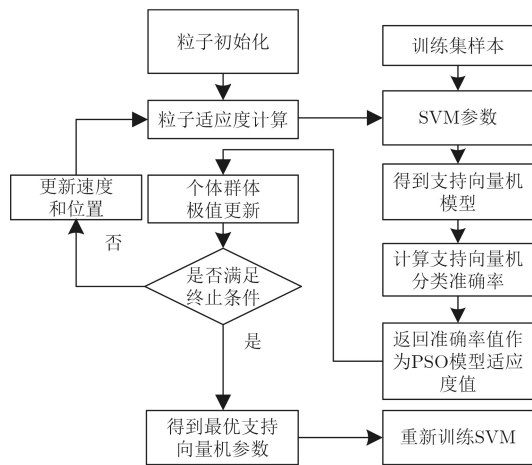 粒子初始化
训练集样本
粒子适应度计算
SVM参数
更新速度
和位置
个体群体
极值更新
得到支持向量机
模型
否
是否满足
终止条件
计算支持向量机
分类准确率
是
返回准确率值作
为PSO模型适应
度值
得到最优支持
向量机参数
重新训练SVM